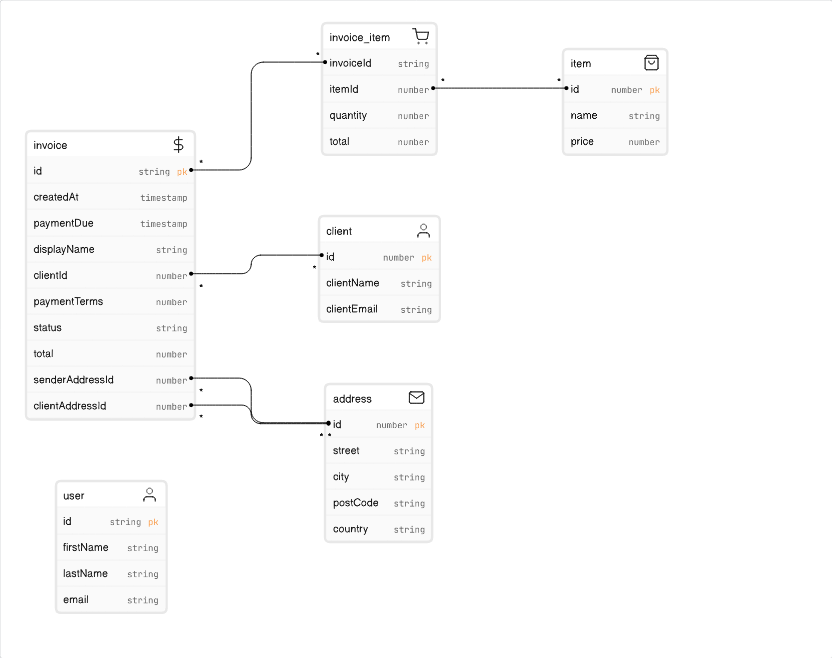 invoice_item
invoiceId string
itemId number
quantity number
total number
item
id number pk
name string
price number
invoice
id string pk
createdAt timestamp
paymentDue timestamp
displayName string
clientId number
paymentTerms number
status string
total number
senderAddressId number
clientAddressId number
client
id number pk
clientName string
clientEmail string
address
id number pk
street string
city string
postCode string
country string
user
id string pk
firstName string
lastName string
email string